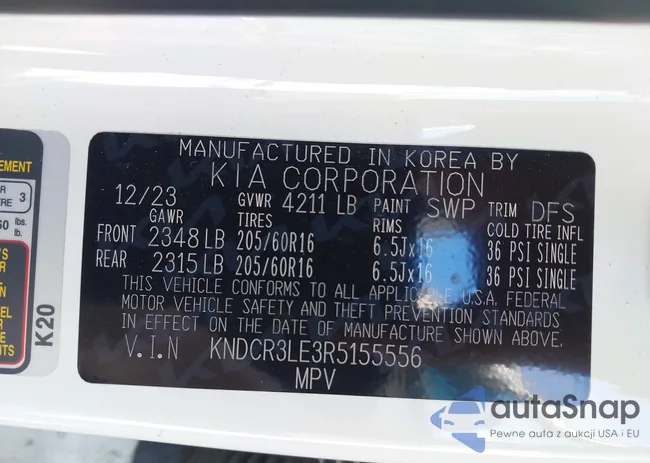 MANUFACTURED IN KOREA BY
KIA CORPORATION
12/23 GVWR 4211 LB PAINT SWP TRIM DFS
GAWR TIRES RIMS COLD TIRE INFL
FRONT 2348 LB 205/60R16 6.5Jx16 36 PSI SINGLE
REAR 2315 LB 205/60R16 6.5Jx16 36 PSI SINGLE
THIS VEHICLE CONFORMS TO ALL APPLICABLE U.S.A. FEDERAL
MOTOR VEHICLE SAFETY AND THEFT PREVENTION STANDARDS
IN EFFECT ON THE DATE OF MANUFACTURE SHOWN ABOVE.
V.I.N KNDCR3LE3R5155556
MPV
EMENT
3
lbs.
K20
autaSnap
Pewne auta z aukcji USA i EU